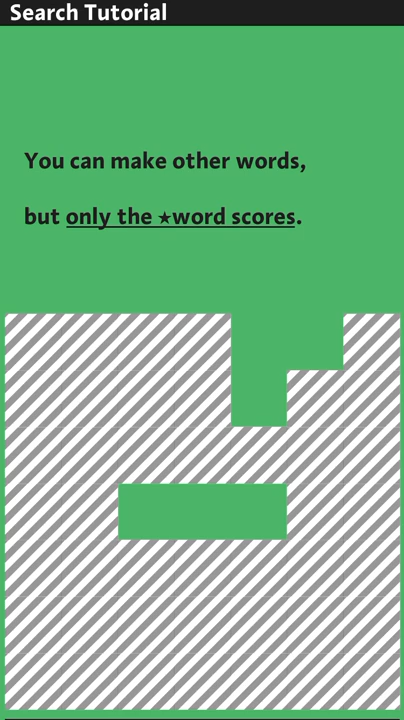 Search Tutorial
You can make other words,
but only the ★word scores.